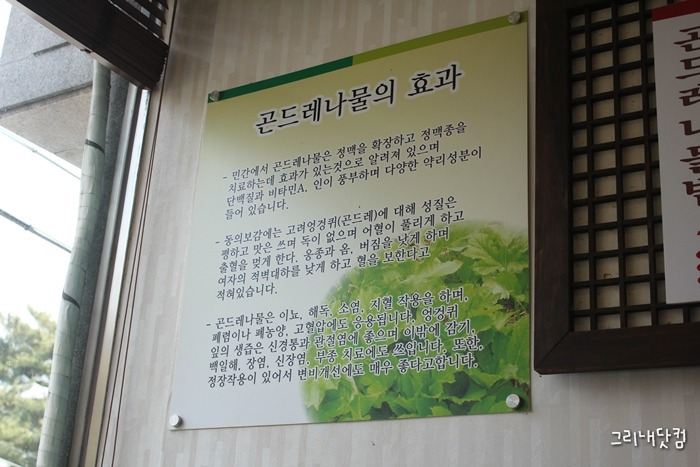 곤드레나물의 효과
- 민간에서 곤드레나물은 정맥을 확장하고 정맥종을
치료하는데 효과가 있는것으로 알려져 있으며
단백질과 비타민A, 인이 풍부하며 다양한 약리성분이
들어 있습니다.
- 동의보감에는 고려엉겅퀴(곤드레)에 대해 성질은
평하고 맛은 쓰며 독이 없으며 어혈이 풀리게 하고
출혈을 멎게 한다. 옹종과 옴, 버짐을 낫게 하며
여자의 적백대하를 낫게 하고 혈을 보한다고
적혀있습니다.
- 곤드레나물은 이뇨, 해독, 소염, 지혈 작용을 하며,
폐렴이나 폐농양, 고혈압에도 응용됩니다. 엉겅퀴
잎의 생즙은 신경통과 관절염에 좋으며 이밖에 감기,
백일해, 장염, 신장염, 부종 치료에도 쓰입니다. 또한,
정장작용이 있어서 변비개선에도 매우 좋다고합니다.
곤드레나물밥
그리내닷컴